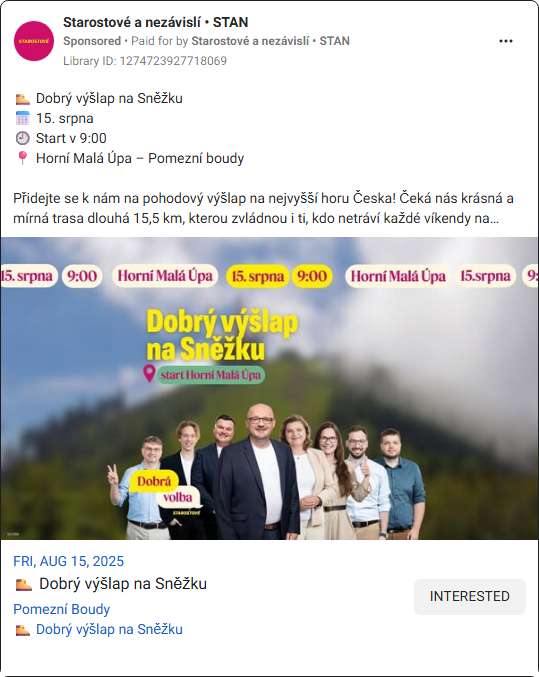 STAROSTOVÉ
Starostové a nezávislí • STAN
Sponsored • Paid for by Starostové a nezávislí • STAN
Library ID: 1274723927718069
Dobrý výšlap na Sněžku
15. srpna
Start v 9:00
Horní Malá Úpa – Pomezní boudy
Přidejte se k nám na pohodový výšlap na nejvyšší horu Česka! Čeká nás krásná a
mírná trasa dlouhá 15,5 km, kterou zvládnou i ti, kdo netráví každé víkendy na...
15. srpna 9:00 Horní Malá Úpa 15. srpna 9:00 Horní Malá Úpa 15.srpna 9:
Dobrý výšlap
na Sněžku
start Horní Malá Úpa
Dobrá
volba
STAROSTOVÉ
FRI, AUG 15, 2025
Dobrý výšlap na Sněžku
INTERESTED
Pomezní Boudy
Dobrý výšlap na Sněžku